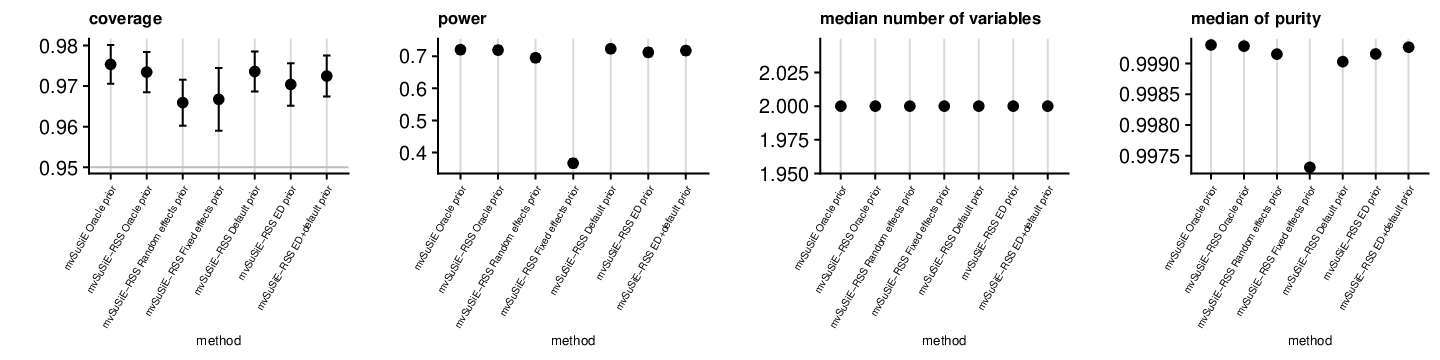 coverage
0.98
0.97
0.96
0.95
mvSuSiE Oracle prior
mvSuSiE−RSS Oracle prior
mvSuSiE−RSS Random effects prior
mvSuSiE−RSS Fixed effects prior
mvSuSiE−RSS Default prior
mvSuSiE−RSS ED prior
mvSuSiE−RSS ED+default prior
method
power
0.7
0.6
0.5
0.4
mvSuSiE Oracle prior
mvSuSiE−RSS Oracle prior
mvSuSiE−RSS Random effects prior
mvSuSiE−RSS Fixed effects prior
mvSuSiE−RSS Default prior
mvSuSiE−RSS ED prior
mvSuSiE−RSS ED+default prior
method
median number of variables
2.025
2.000
1.975
1.950
mvSuSiE Oracle prior
mvSuSiE−RSS Oracle prior
mvSuSiE−RSS Random effects prior
mvSuSiE−RSS Fixed effects prior
mvSuSiE−RSS Default prior
mvSuSiE−RSS ED prior
mvSuSiE−RSS ED+default prior
method
median of purity
0.9990
0.9985
0.9980
0.9975
mvSuSiE Oracle prior
mvSuSiE−RSS Oracle prior
mvSuSiE−RSS Random effects prior
mvSuSiE−RSS Fixed effects prior
mvSuSiE−RSS Default prior
mvSuSiE−RSS ED prior
mvSuSiE−RSS ED+default prior
method